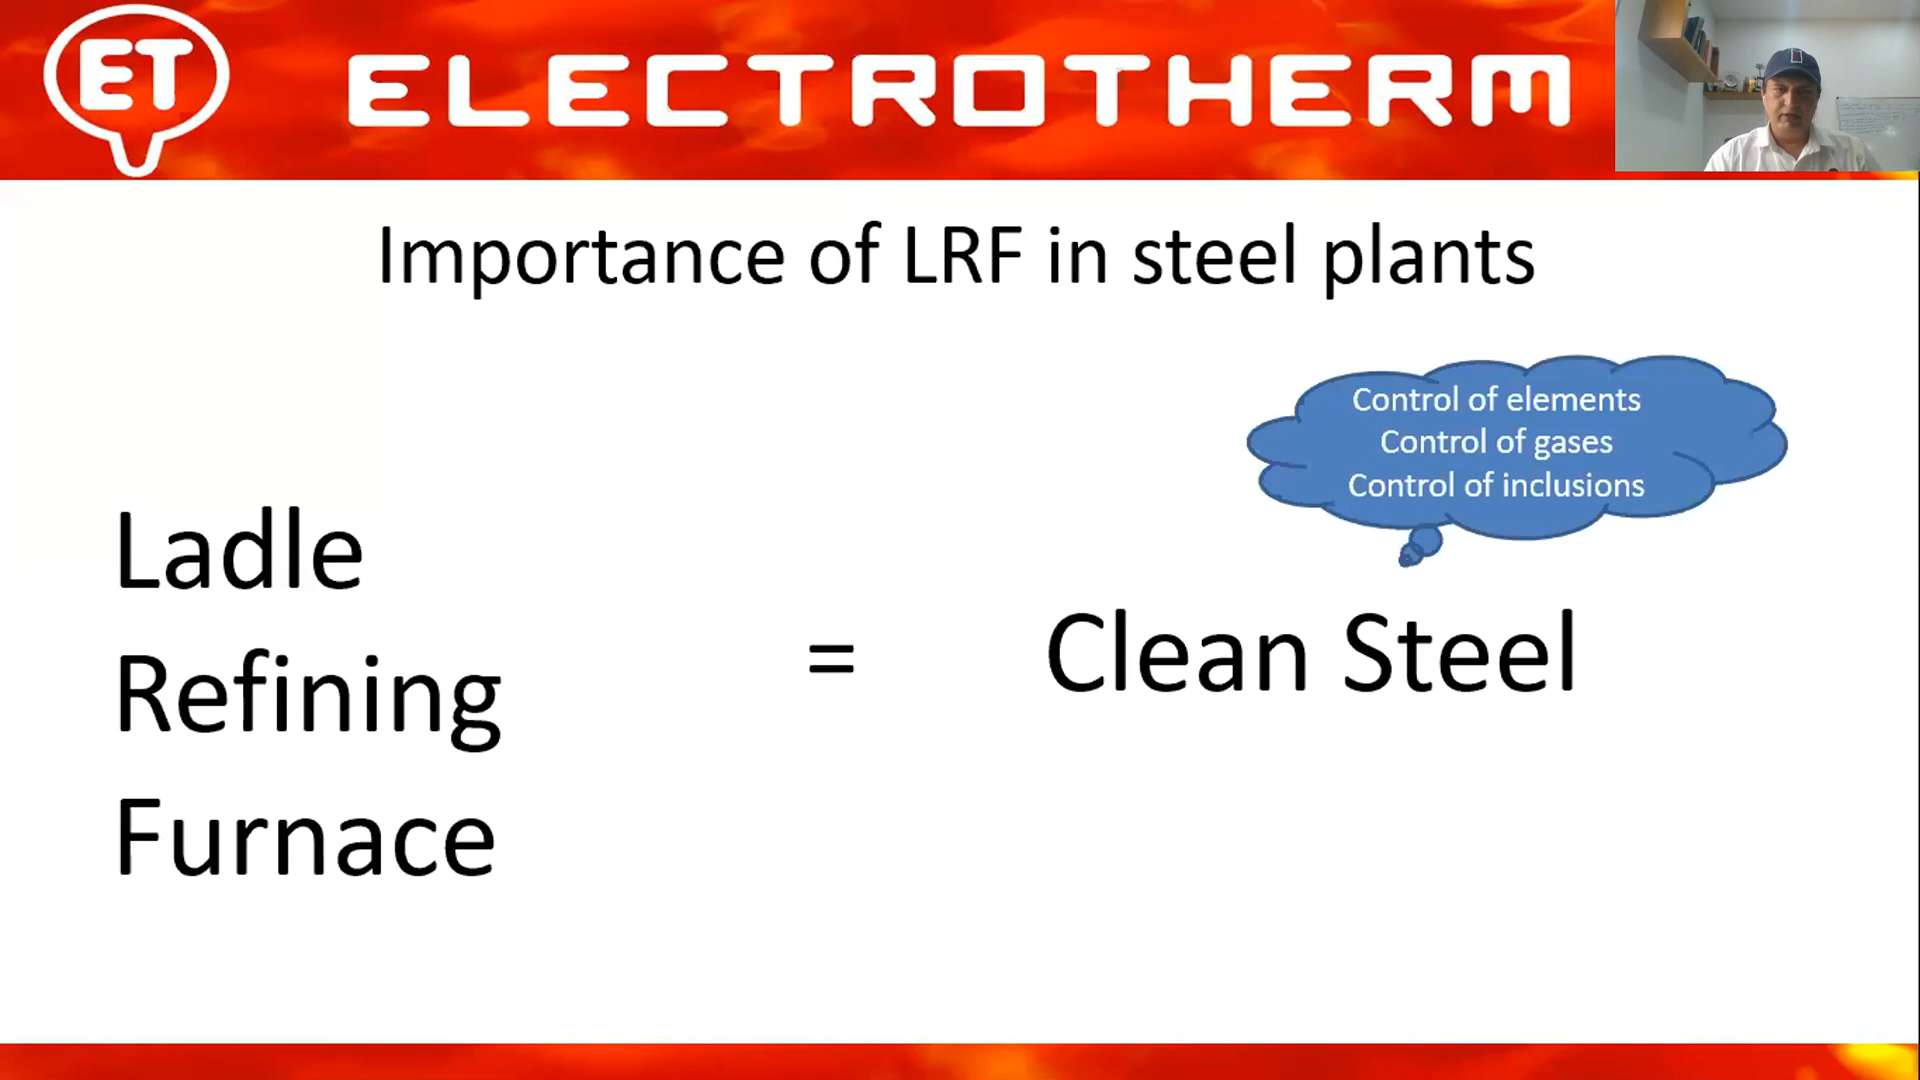 ET
ELECTROTHERM
Importance of LRF in steel plants
Control of elements
Control of gases
Control of inclusions
Ladle
Refining
Furnace
=
Clean Steel